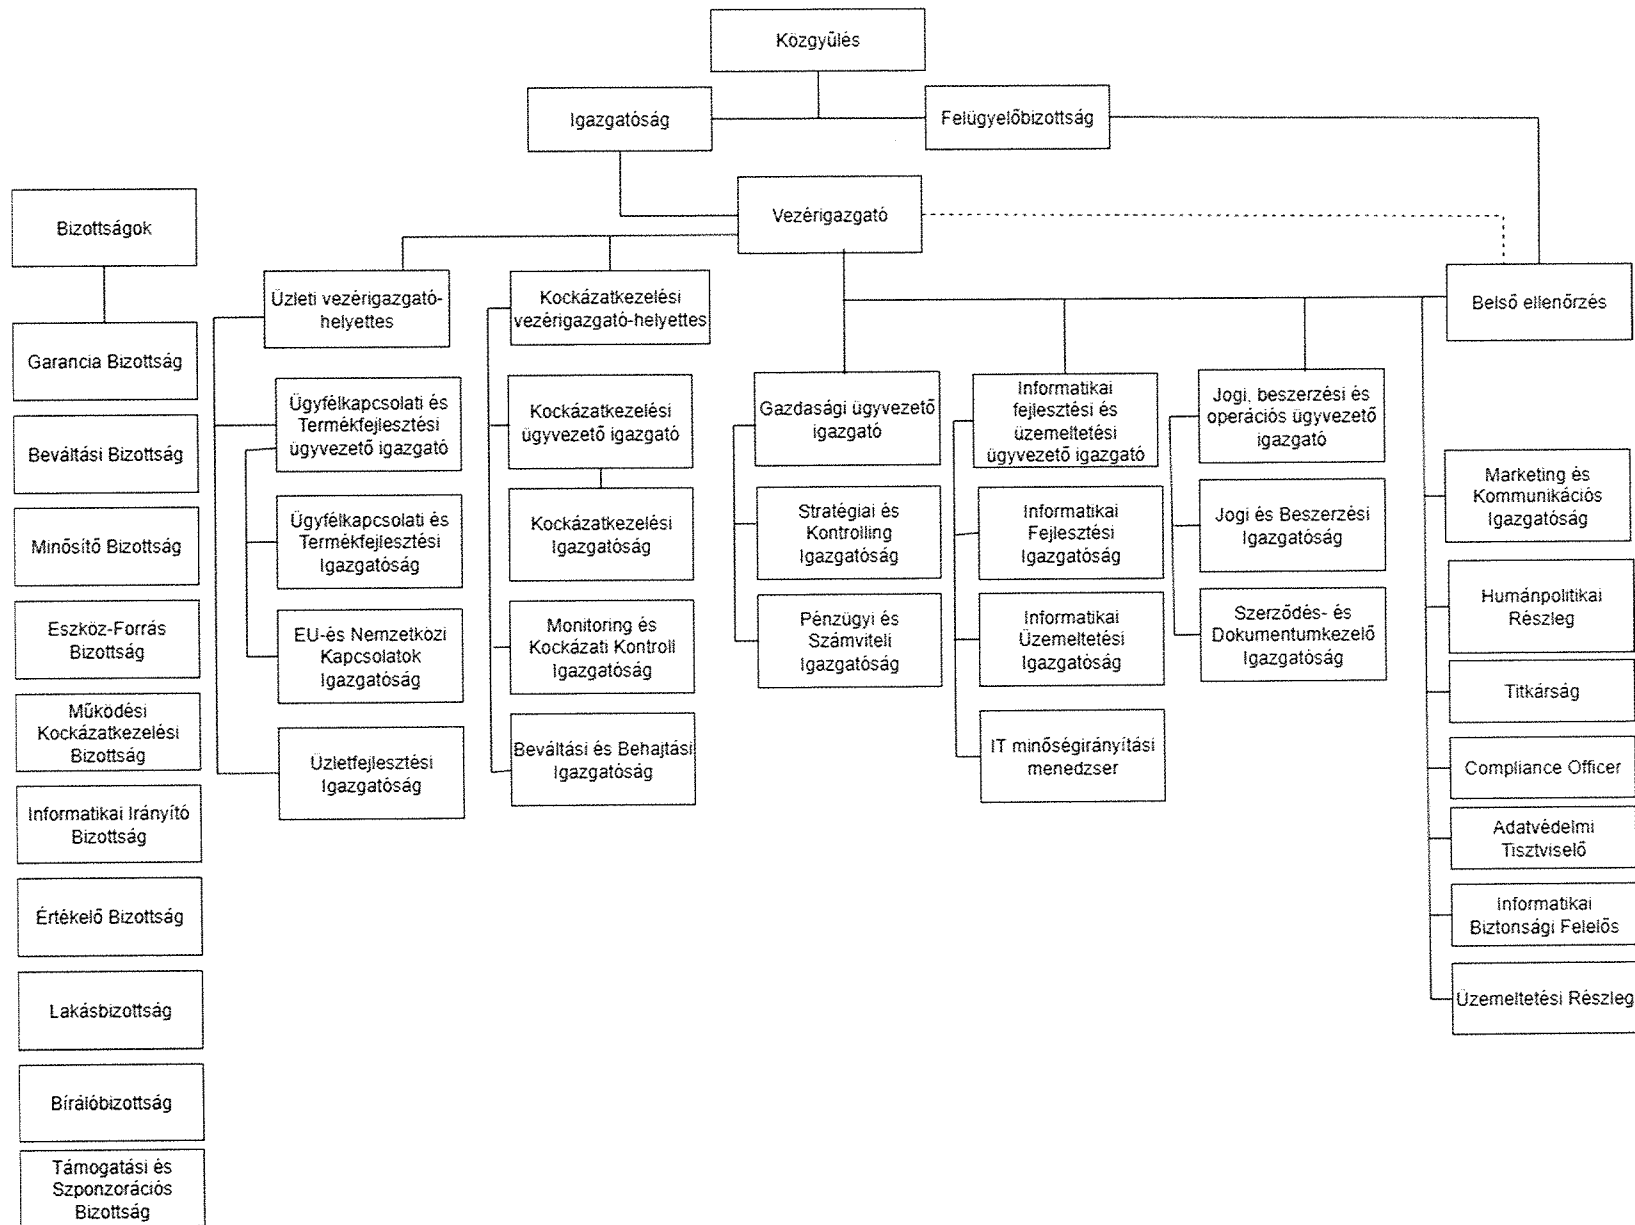 Közgyűlés
Igazgatóság
Felügyelőbizottság
Vezérigazgató
Bizottságok
Garancia Bizottság
Beváltási Bizottság
Minősítő Bizottság
Eszköz-Forrás
Bizottság
Működési
Kockázatkezelési
Bizottság
Informatikai Irányító
Bizottság
Értékelő Bizottság
Lakásbizottság
Bírálóbizottság
Támogatási és
Szponzorációs
Bizottság
Üzleti vezérigazgató-
helyettes
Ügyfélkapcsolati és
Termékfejlesztési
ügyvezető igazgató
Ügyfélkapcsolati és
Termékfejlesztési
Igazgatóság
EU-és Nemzetközi
Kapcsolatok
Igazgatóság
Üzletfejlesztési
Igazgatóság
Kockázatkezelési
vezérigazgató-helyettes
Kockázatkezelési
ügyvezető igazgató
Kockázatkezelési
Igazgatóság
Monitoring és
Kockázati Kontroll
Igazgatóság
Beváltási és Behajtási
Igazgatóság
Gazdasági ügyvezető
igazgató
Stratégiai és
Kontrolling
Igazgatóság
Pénzügyi és
Számviteli
Igazgatóság
Informatikai
fejlesztési és
üzemeltetési
ügyvezető igazgató
Informatikai
Fejlesztési
Igazgatóság
Informatikai
Üzemeltetési
Igazgatóság
IT minőségirányítási
menedzser
Jogi, beszerzési és
operációs ügyvezető
igazgató
Jogi és Beszerzési
Igazgatóság
Szerződés- és
Dokumentumkezelő
Igazgatóság
Belső ellenőrzés
Marketing és
Kommunikációs
Igazgatóság
Humánpolitikai
Részleg
Titkárság
Compliance Officer
Adatvédelmi
Tisztviselő
Informatikai
Biztonsági Felelős
Üzemeltetési Részleg